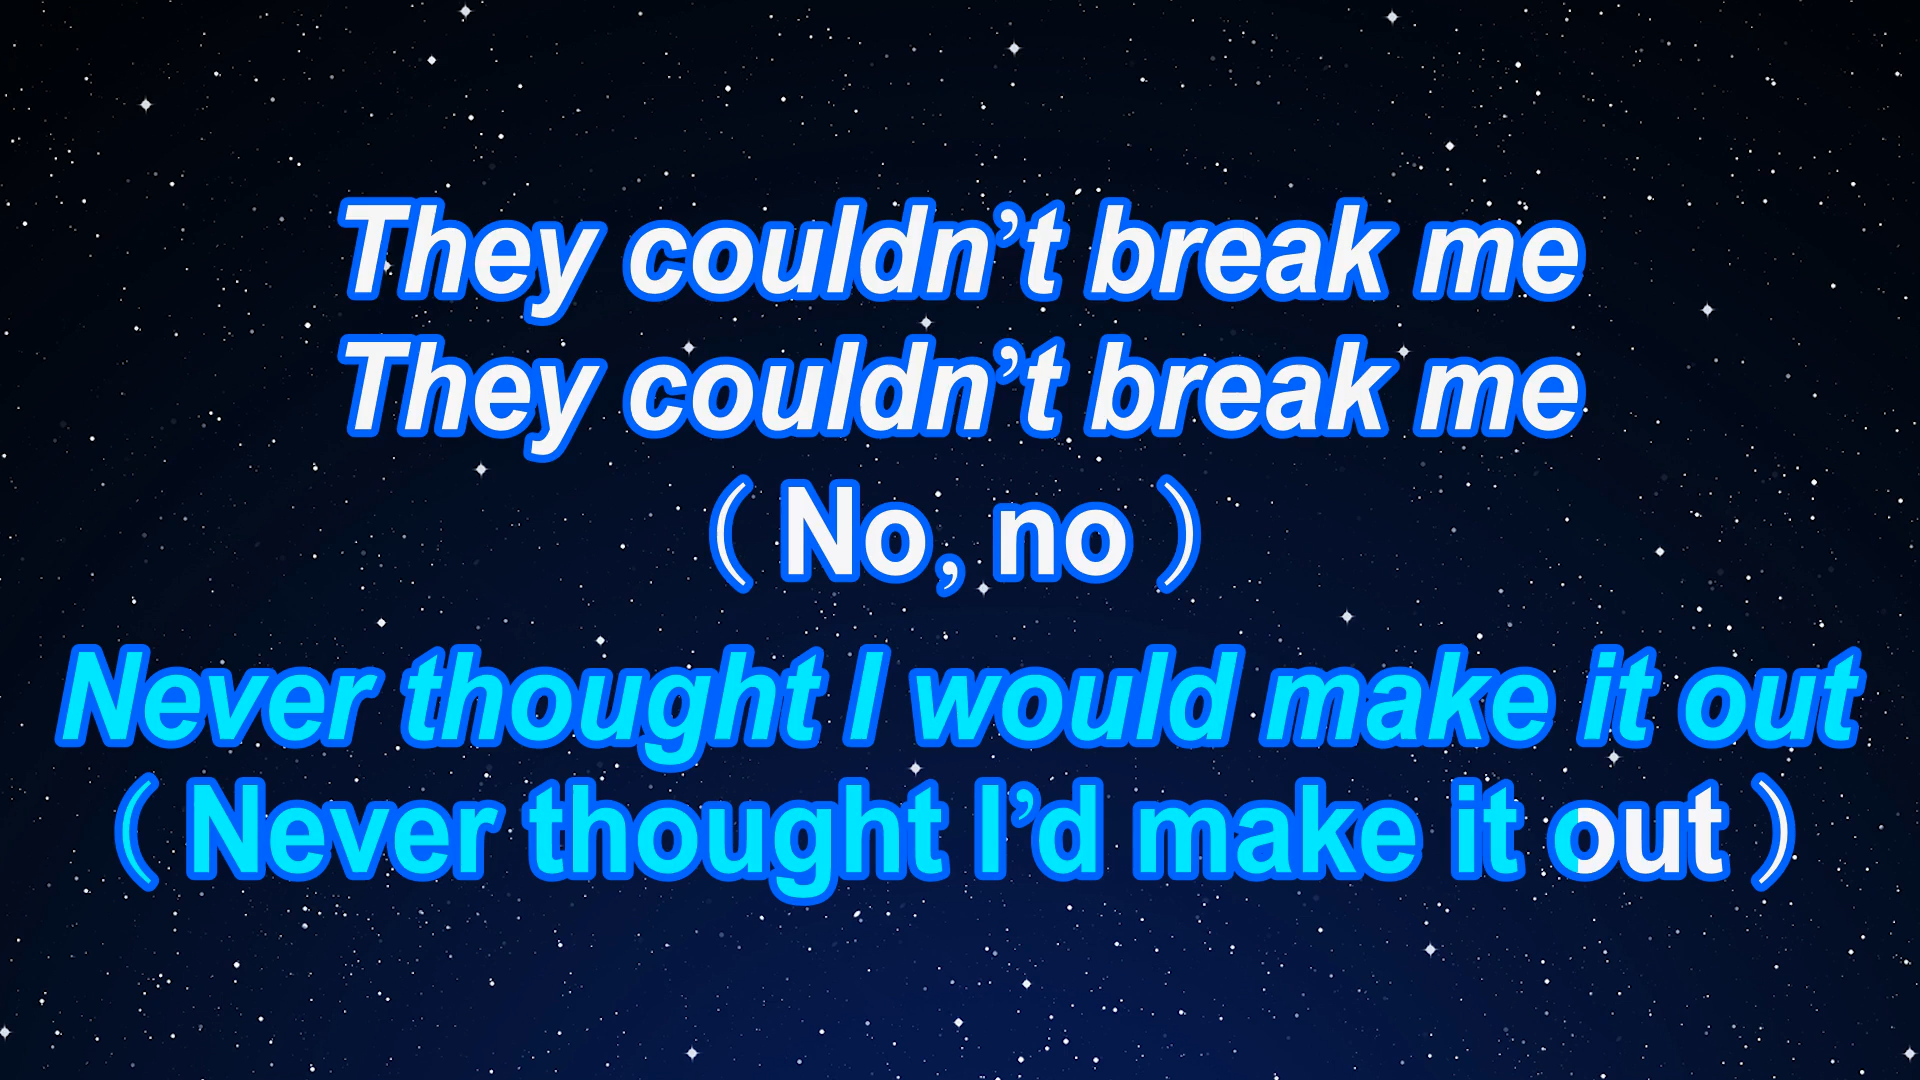 They couldn’t break me
They couldn’t break me
( No, no )
Never thought I would make it out
( Never thought I’d make it out )